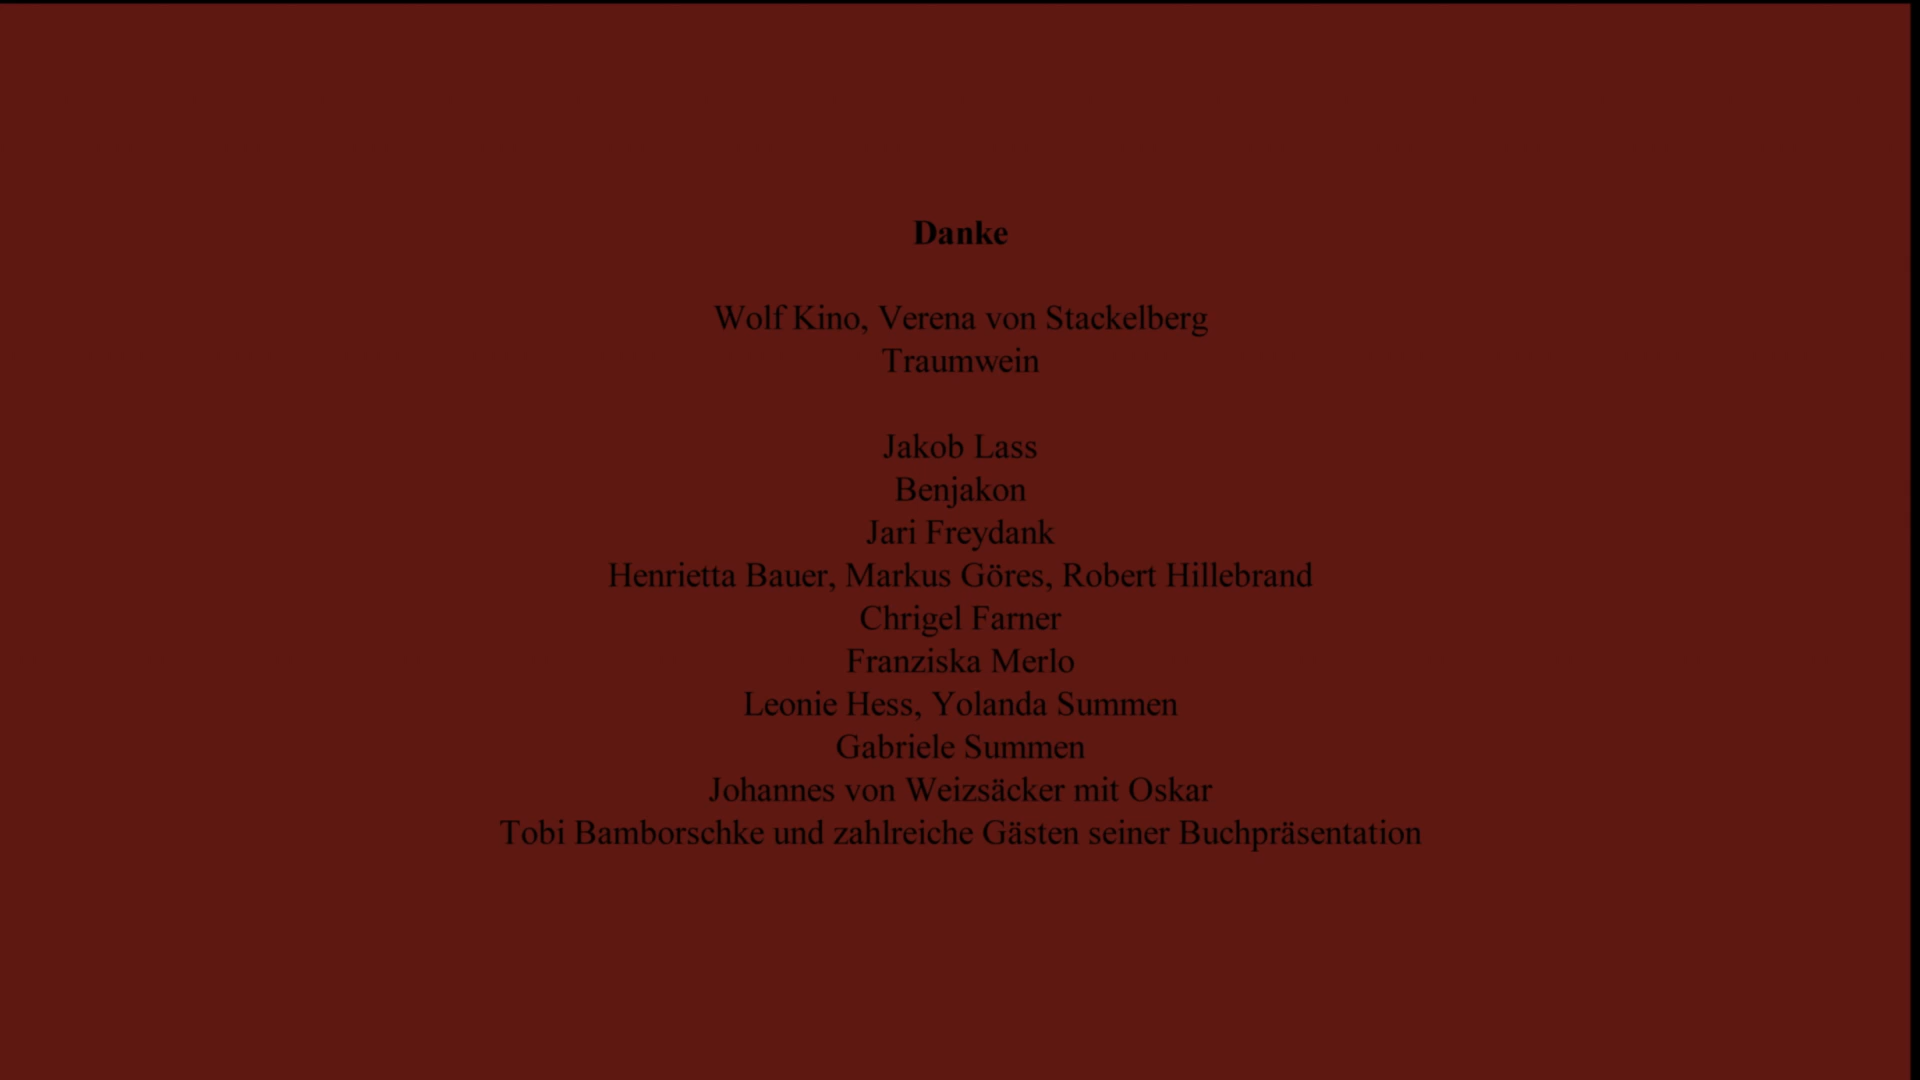 Danke
Wolf Kino, Verena von Stackelberg
Traumwein
Jakob Lass
Benjakon
Jari Freydank
Henrietta Bauer, Markus Göres, Robert Hillebrand
Chrigel Farner
Franziska Merlo
Leonie Hess, Yolanda Summen
Gabriele Summen
Johannes von Weizsäcker mit Oskar
Tobi Bamborschke und zahlreiche Gästen seiner Buchpräsentation